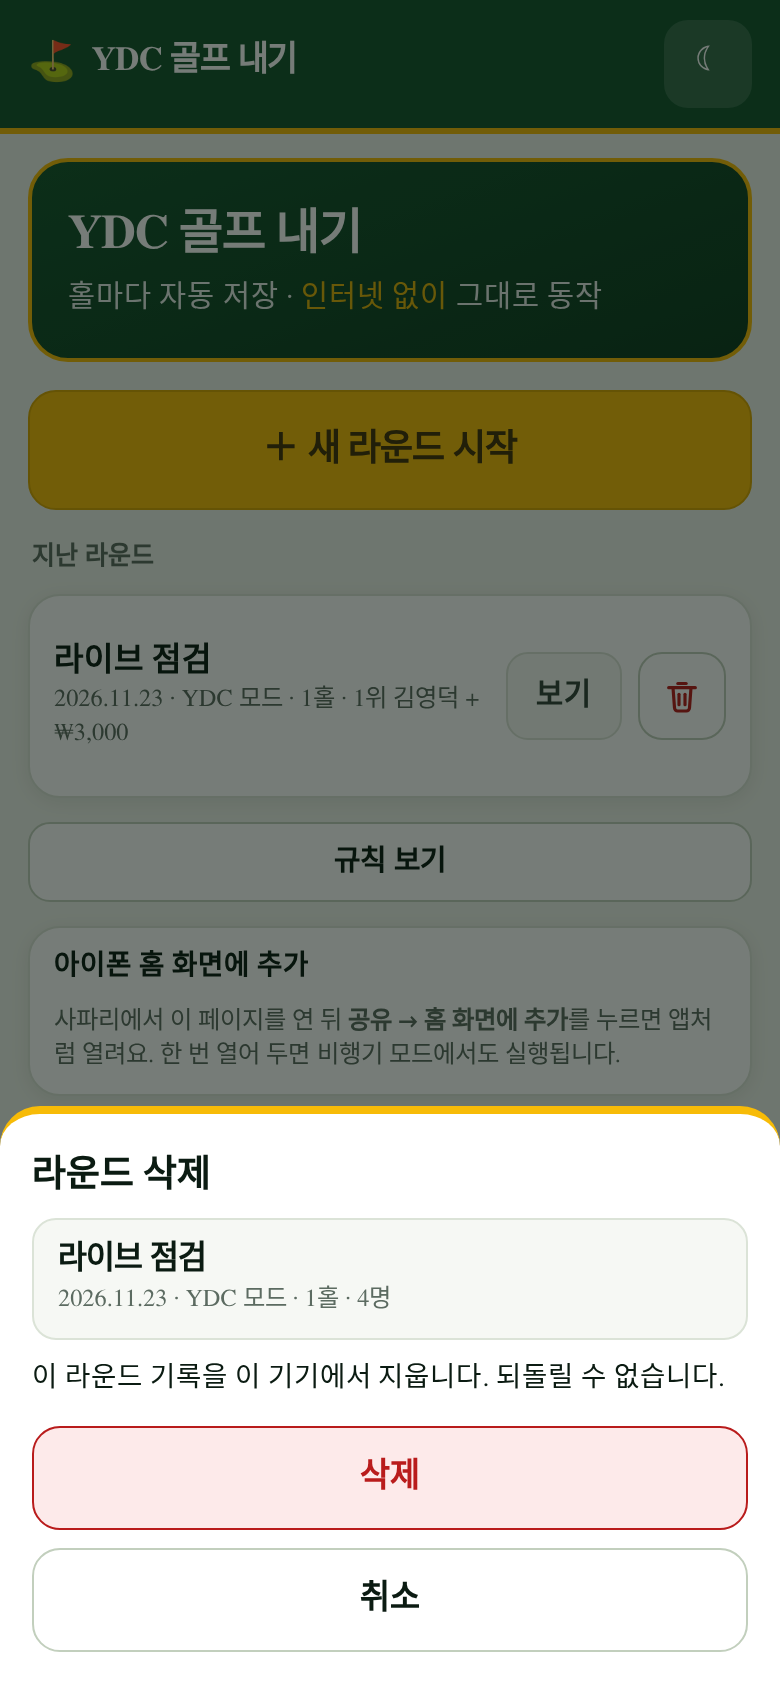 YDC 골프 내기
YDC 골프 내기
홀마다 자동 저장 · 인터넷 없이 그대로 동작
＋ 새 라운드 시작
지난 라운드
라이브 점검
2026.11.23 · YDC 모드 · 1홀 · 1위 김영덕 +
₩3,000
보기
규칙 보기
아이폰 홈 화면에 추가
사파리에서 이 페이지를 연 뒤 공유 → 홈 화면에 추가를 누르면 앱처
럼 열려요. 한 번 열어 두면 비행기 모드에서도 실행됩니다.
라운드 삭제
라이브 점검
2026.11.23 · YDC 모드 · 1홀 · 4명
이 라운드 기록을 이 기기에서 지웁니다. 되돌릴 수 없습니다.
삭제
취소